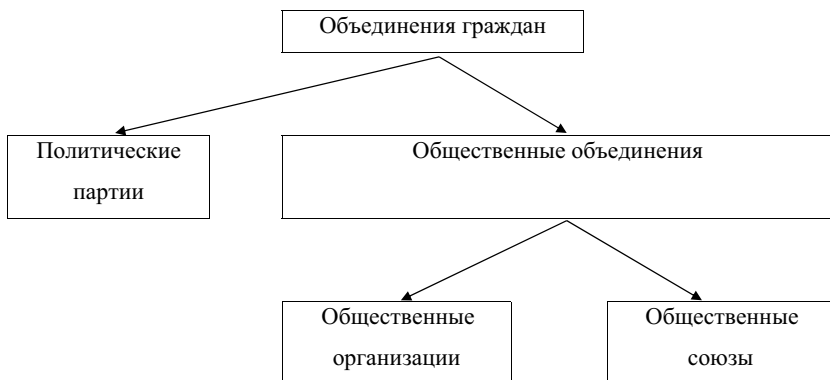 Объединения граждан
Политические
партии
Общественные объединения
Общественные
организации
Общественные
союзы